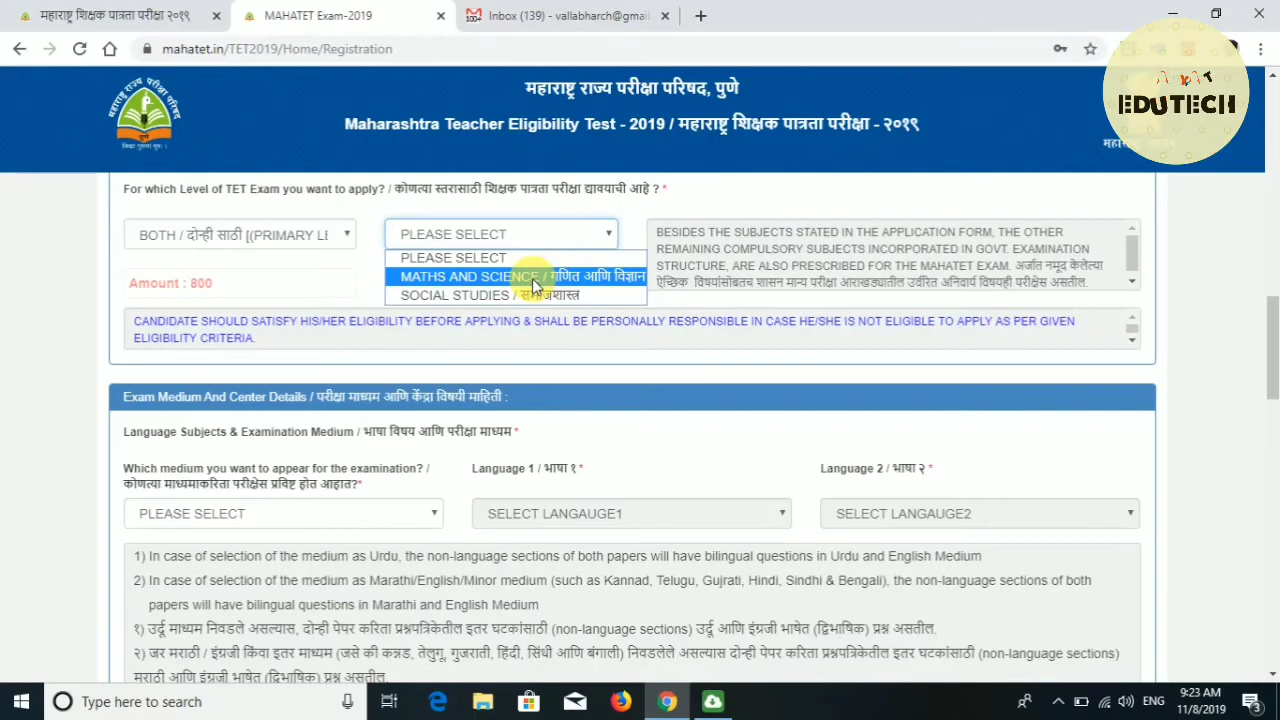 महाराष्ट्र शिक्षक पात्रता परीक्षा २०१९
MAHATET Exam-2019
Inbox (139) - vallabharch@gmai
mahatet.in/TET2019/Home/Registration
महाराष्ट्र राज्य परीक्षा परिषद, पुणे
Maharashtra Teacher Eligibility Test - 2019 / महाराष्ट्र शिक्षक पात्रता परीक्षा - २०१९
EDUTECH
For which Level of TET Exam you want to apply? / कोणत्या स्तरासाठी शिक्षक पात्रता परीक्षा द्यावयाची आहे ? *
BOTH / दोन्ही साठी [(PRIMARY LE
PLEASE SELECT
PLEASE SELECT
MATHS AND SCIENCE / गणित आणि विज्ञान
SOCIAL STUDIES / समाजशास्त्र
BESIDES THE SUBJECTS STATED IN THE APPLICATION FORM, THE OTHER
REMAINING COMPULSORY SUBJECTS INCORPORATED IN GOVT. EXAMINATION
STRUCTURE, ARE ALSO PRESCRIBED FOR THE MAHATET EXAM. अर्जात नमूद केलेल्या
ऐच्छिक विषयांसोबतच शासन मान्य परीक्षा आराखड्यातील उर्वरित अनिवार्य विषयही परीक्षेस असतील.
Amount : 800
CANDIDATE SHOULD SATISFY HIS/HER ELIGIBILITY BEFORE APPLYING & SHALL BE PERSONALLY RESPONSIBLE IN CASE HE/SHE IS NOT ELIGIBLE TO APPLY AS PER GIVEN
ELIGIBILITY CRITERIA.
Exam Medium And Center Details / परीक्षा माध्यम आणि केंद्रा विषयी माहिती :
Language Subjects & Examination Medium / भाषा विषय आणि परीक्षा माध्यम *
Which medium you want to appear for the examination? /
कोणत्या माध्यमाकरिता परीक्षेस प्रविष्ट होत आहात?*
Language 1 / भाषा १ *
Language 2 / भाषा २ *
PLEASE SELECT
SELECT LANGAUGE1
SELECT LANGAUGE2
1) In case of selection of the medium as Urdu, the non-language sections of both papers will have bilingual questions in Urdu and English Medium
2) In case of selection of the medium as Marathi/English/Minor medium (such as Kannad, Telugu, Gujrati, Hindi, Sindhi & Bengali), the non-language sections of both
papers will have bilingual questions in Marathi and English Medium
१) उर्दू माध्यम निवडले असल्यास, दोन्ही पेपर करिता प्रश्नपत्रिकेतील इतर घटकांसाठी (non-language sections) उर्दू आणि इंग्रजी भाषेत (द्विभाषिक) प्रश्न असतील.
२) जर मराठी / इंग्रजी किंवा इतर माध्यम (जसे की कन्नड, तेलुगू, गुजराती, हिंदी, सिंधी आणि बंगाली) निवडलेले असल्यास दोन्ही पेपर करिता प्रश्नपत्रिकेतील इतर घटकांसाठी (non-language sections)
मराठी आणि इंग्रजी भाषेत (द्विभाषिक) प्रश्न असतील.
Type here to search
ENG
9:23 AM
11/8/2019
3